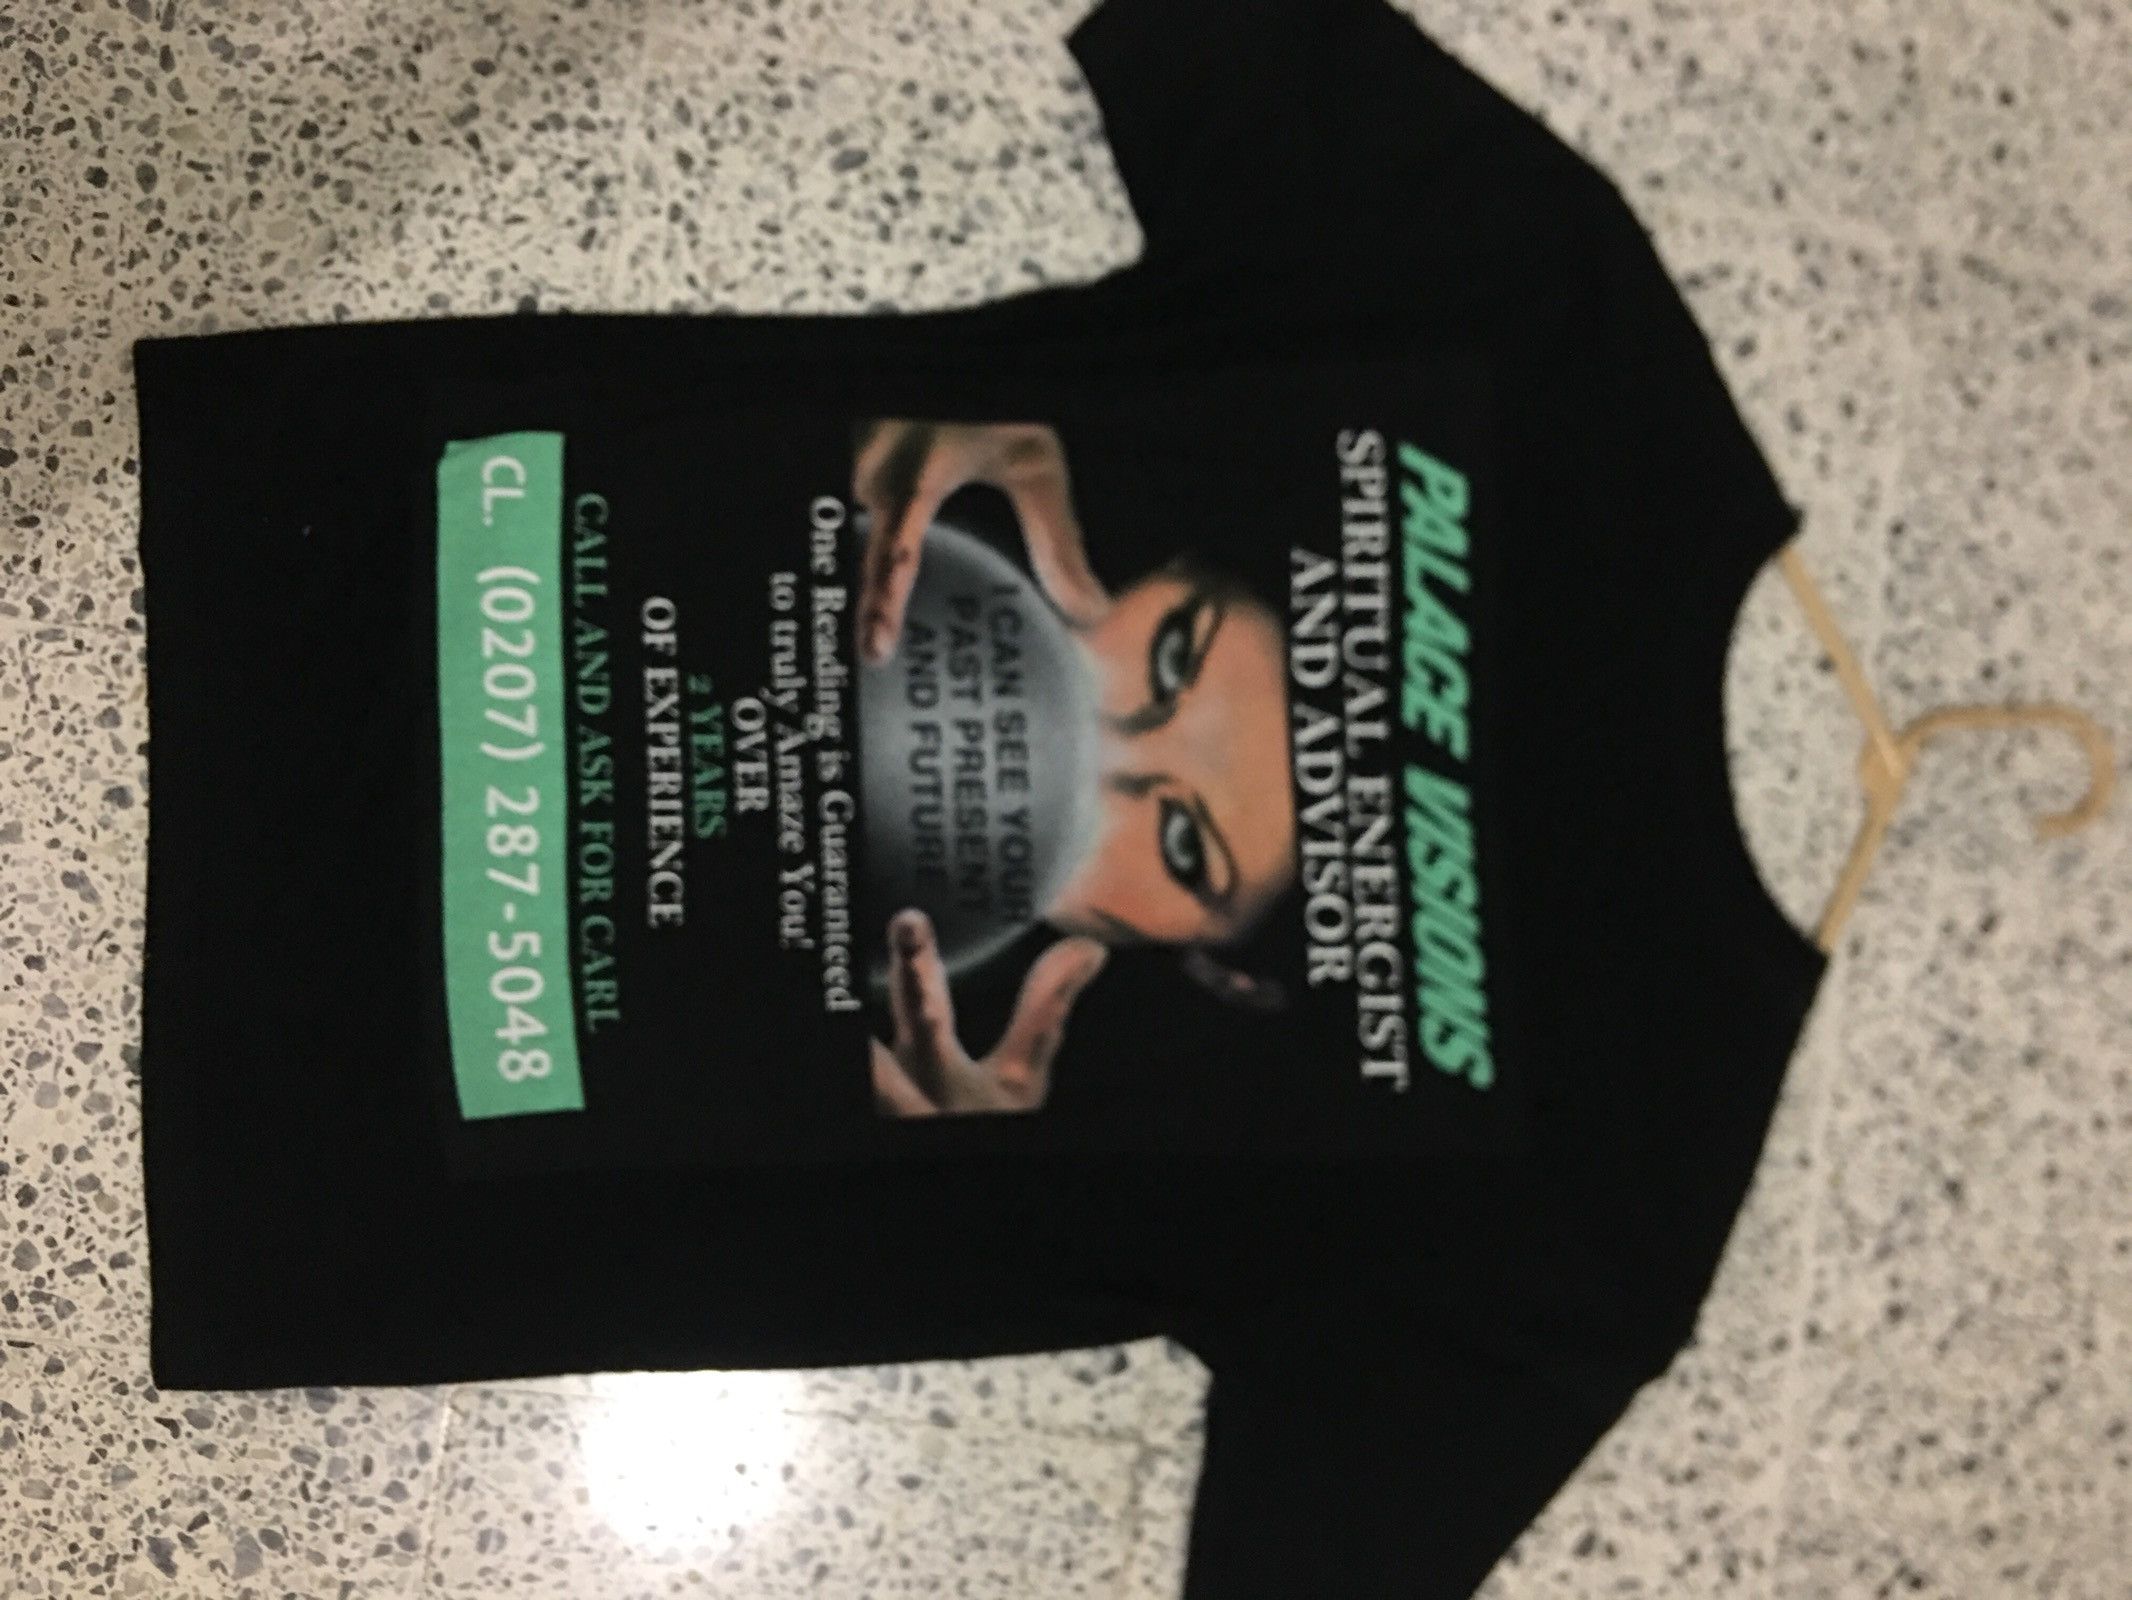 PALACE VISIONS
SPIRITUAL ENERGIST
AND ADVISOR
I CAN SEE YOUR
PAST PRESENT
AND FUTURE
One Reading is Guaranteed
to truly Amaze You!
OVER
2 YEARS
OF EXPERIENCE
CALL AND ASK FOR CARL
CL. (0207) 287-5048